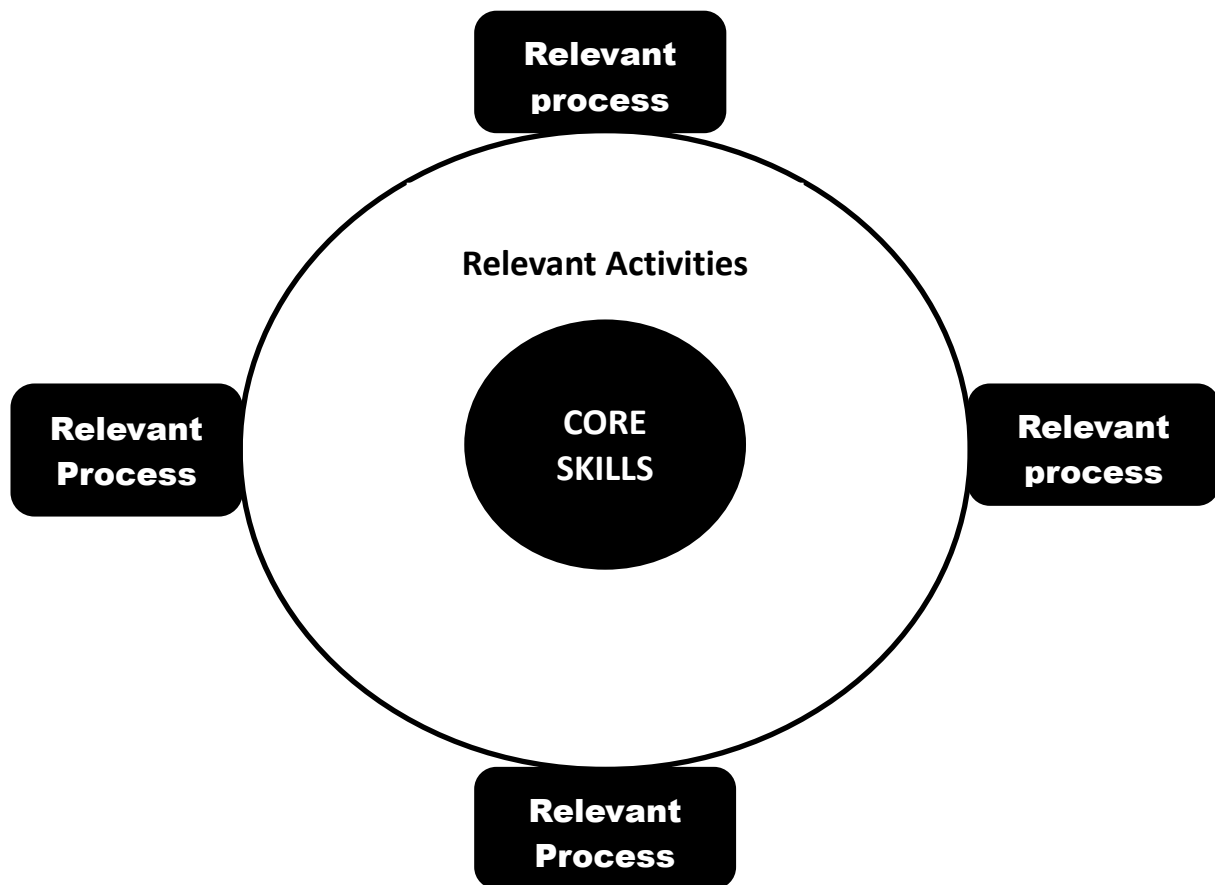 Relevant
process
Relevant Activities
CORE
SKILLS
Relevant
Process
Relevant
process
Relevant
Process